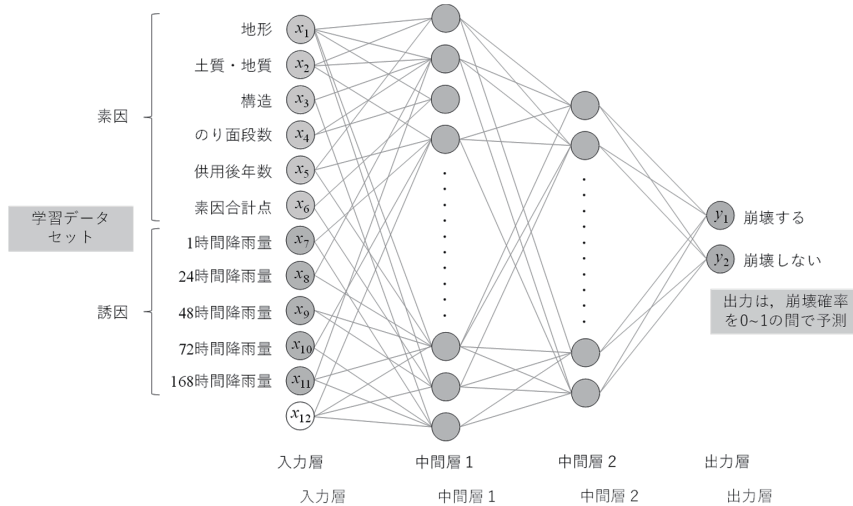 素因
学習データ
セット
誘因
地形
土質・地質
構造
のり面段数
供用後年数
素因合計点
1時間降雨量
24時間降雨量
48時間降雨量
72時間降雨量
168時間降雨量
x1
x2
x3
x4
x5
x6
x7
x8
x9
x10
x11
x12
y1 崩壊する
y2 崩壊しない
出力は，崩壊確率
を0~1の間で予測
入力層 中間層1 中間層2 出力層
入力層 中間層1 中間層2 出力層